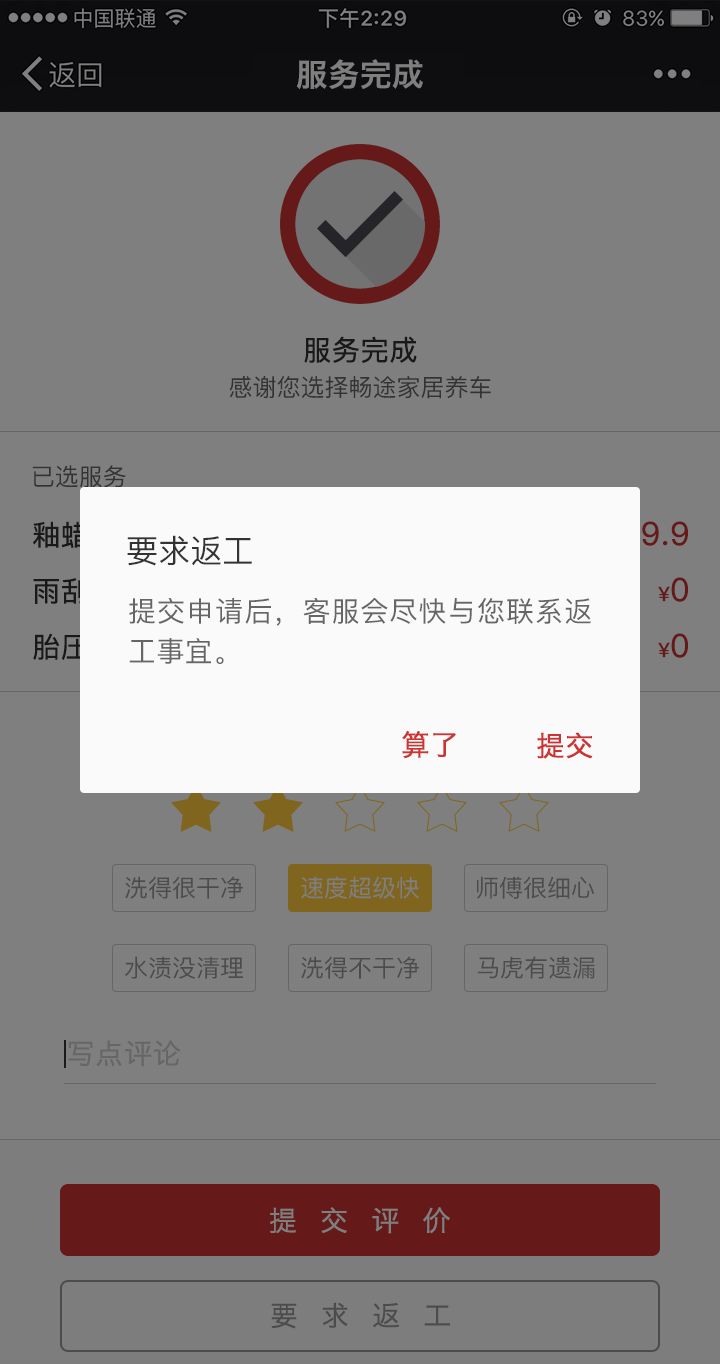 中国联通 下午2:29 83%
返回 服务完成
服务完成
感谢您选择畅途家居养车
已选服务
釉蜡 9.9
雨刮 ¥0
胎压 ¥0
要求返工
提交申请后，客服会尽快与您联系返
工事宜。
算了 提交
洗得很干净 速度超级快 师傅很细心
水渍没清理 洗得不干净 马虎有遗漏
写点评论
提交评价
要求返工